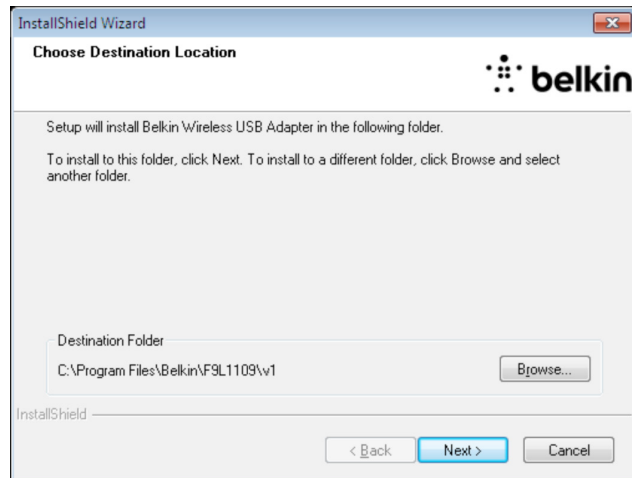 InstallShield Wizard
Choose Destination Location
belkin
Setup will install Belkin Wireless USB Adapter in the following folder.
To install to this folder, click Next. To install to a different folder, click Browse and select
another folder.
Destination Folder
C:\Program Files\Belkin\F9L1109\v1
Browse...
InstallShield
< Back
Next >
Cancel